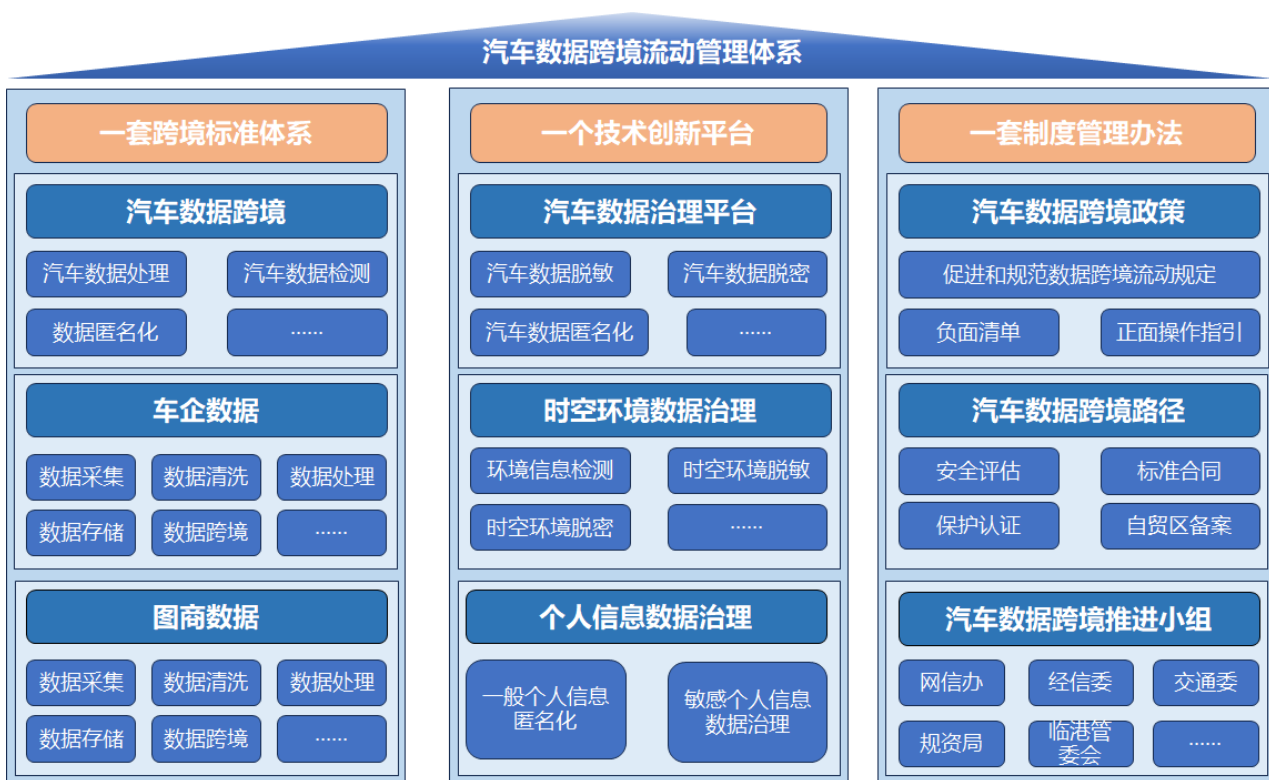 汽车数据跨境流动管理体系
一套跨境标准体系
汽车数据跨境
汽车数据处理
汽车数据检测
数据匿名化
……
车企数据
数据采集
数据清洗
数据处理
数据存储
数据跨境
……
图商数据
数据采集
数据清洗
数据处理
数据存储
数据跨境
……
一个技术创新平台
汽车数据治理平台
汽车数据脱敏
汽车数据脱密
汽车数据匿名化
……
时空环境数据治理
环境信息检测
时空环境脱敏
时空环境脱密
……
个人信息数据治理
一般个人信息
匿名化
敏感个人信息
数据治理
一套制度管理办法
汽车数据跨境政策
促进和规范数据跨境流动规定
负面清单
正面操作指引
汽车数据跨境路径
安全评估
标准合同
保护认证
自贸区备案
汽车数据跨境推进小组
网信办
经信委
交通委
规资局
临港管
委会
……